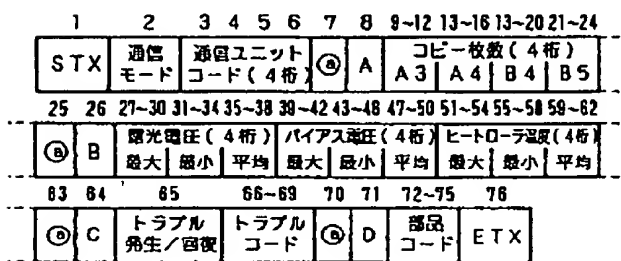 1 2 3 4 5 6 7 8 9~12 13~16 13~20 21~24
STX 通信モード 通信ユニットコード(4桁) ⓐ A コピー枚数(4桁) A3 A4 B4 B5
25 26 27~30 31~34 35~38 39~42 43~46 47~50 51~54 55~58 59~62
ⓐ B 露光電圧(4桁) 最大 最小 平均 バイアス電圧(4桁) 最大 最小 平均 ヒートローラ温度(4桁) 最大 最小 平均
63 64 65 66~69 70 71 72~75 76
ⓐ C トラブル発生/回復 トラブルコード ⓐ D 部品コード ETX